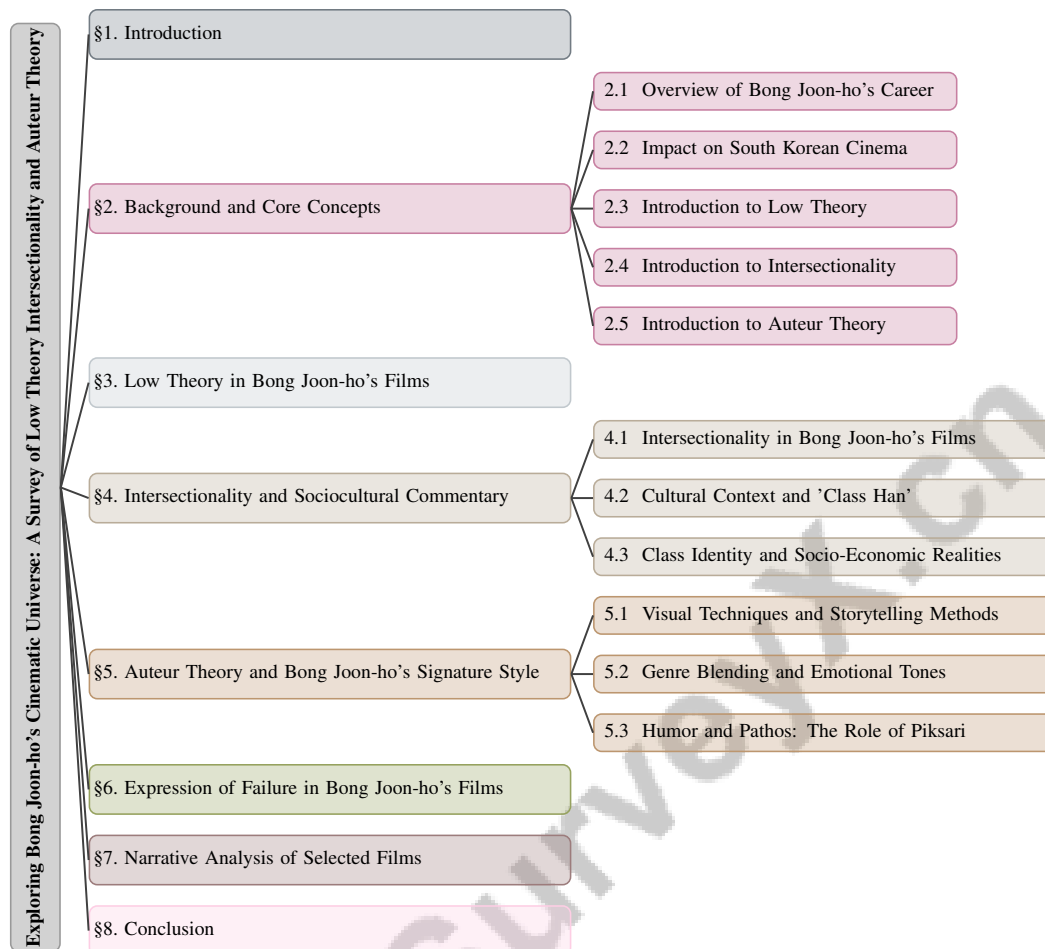 Exploring Bong Joon-ho's Cinematic Universe: A Survey of Low Theory Intersectionality and Auteur Theory
§1. Introduction
§2. Background and Core Concepts
2.1 Overview of Bong Joon-ho's Career
2.2 Impact on South Korean Cinema
2.3 Introduction to Low Theory
2.4 Introduction to Intersectionality
2.5 Introduction to Auteur Theory
§3. Low Theory in Bong Joon-ho's Films
§4. Intersectionality and Sociocultural Commentary
4.1 Intersectionality in Bong Joon-ho's Films
4.2 Cultural Context and 'Class Han'
4.3 Class Identity and Socio-Economic Realities
§5. Auteur Theory and Bong Joon-ho's Signature Style
5.1 Visual Techniques and Storytelling Methods
5.2 Genre Blending and Emotional Tones
5.3 Humor and Pathos: The Role of Piksari
§6. Expression of Failure in Bong Joon-ho's Films
§7. Narrative Analysis of Selected Films
§8. Conclusion
SurveyX.cn